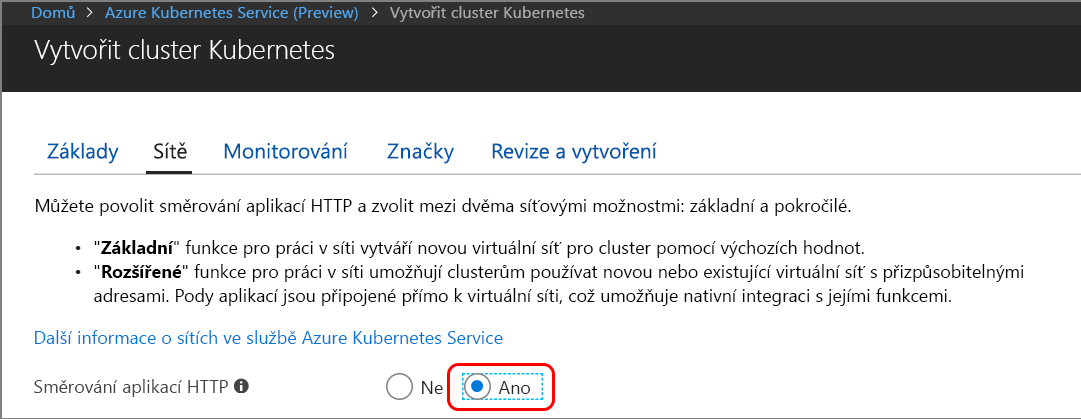 Domů > Azure Kubernetes Service (Preview) > Vytvořit cluster Kubernetes
Vytvořit cluster Kubernetes
Základy Sítě Monitorování Značky Revize a vytvoření
Můžete povolit směrování aplikací HTTP a zvolit mezi dvěma síťovými možnostmi: základní a pokročilé.
• "Základní" funkce pro práci v síti vytváří novou virtuální síť pro cluster pomocí výchozích hodnot.
• "Rozšířené" funkce pro práci v síti umožňují clusterům používat novou nebo existující virtuální síť s přizpůsobitelnými
adresami. Pody aplikací jsou připojené přímo k virtuální síti, což umožňuje nativní integraci s jejími funkcemi.
Další informace o sítích ve službě Azure Kubernetes Service
Směrování aplikací HTTP Ne Ano